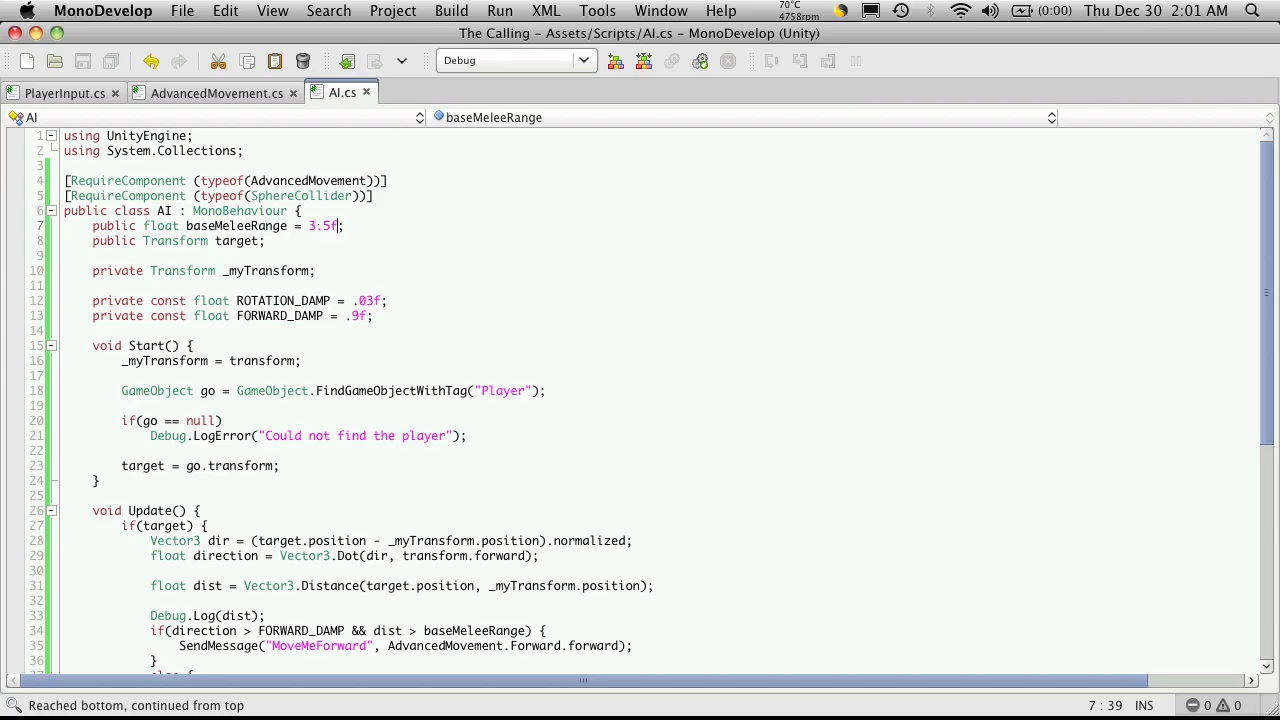 MonoDevelop File Edit View Search Project Build Run XML Tools Window Help 70°C 4758rpm (0:00) Thu Dec 30 2:01 AM
The Calling - Assets/Scripts/AI.cs - MonoDevelop (Unity)
Debug
PlayerInput.cs AdvancedMovement.cs AI.cs
AI baseMeleeRange
1 using UnityEngine;
2 using System.Collections;
3
4 [RequireComponent (typeof(AdvancedMovement))]
5 [RequireComponent (typeof(SphereCollider))]
6 public class AI : MonoBehaviour {
7 public float baseMeleeRange = 3.5f;
8 public Transform target;
9
10 private Transform _myTransform;
11
12 private const float ROTATION_DAMP = .03f;
13 private const float FORWARD_DAMP = .9f;
14
15 void Start() {
16 _myTransform = transform;
17
18 GameObject go = GameObject.FindGameObjectWithTag("Player");
19
20 if(go == null)
21 Debug.LogError("Could not find the player");
22
23 target = go.transform;
24 }
25
26 void Update() {
27 if(target) {
28 Vector3 dir = (target.position - _myTransform.position).normalized;
29 float direction = Vector3.Dot(dir, transform.forward);
30
31 float dist = Vector3.Distance(target.position, _myTransform.position);
32
33 Debug.Log(dist);
34 if(direction > FORWARD_DAMP && dist > baseMeleeRange) {
35 SendMessage("MoveMeForward", AdvancedMovement.Forward.forward);
36 }
Reached bottom, continued from top 7 : 39 INS 0 0